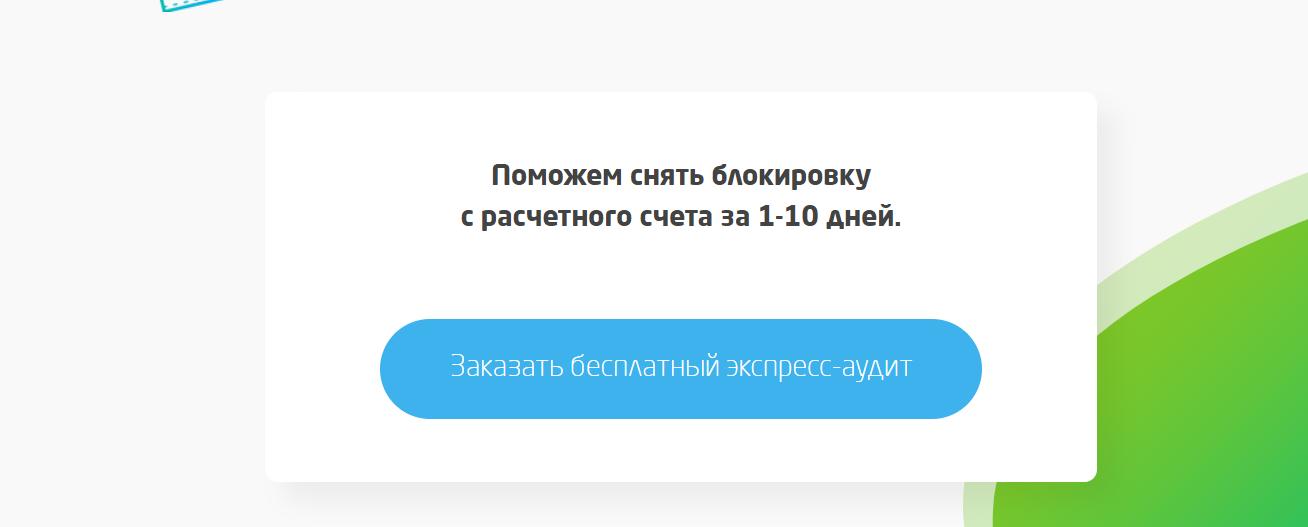 Поможем снять блокировку
с расчетного счета за 1-10 дней.
Заказать бесплатный экспресс-аудит